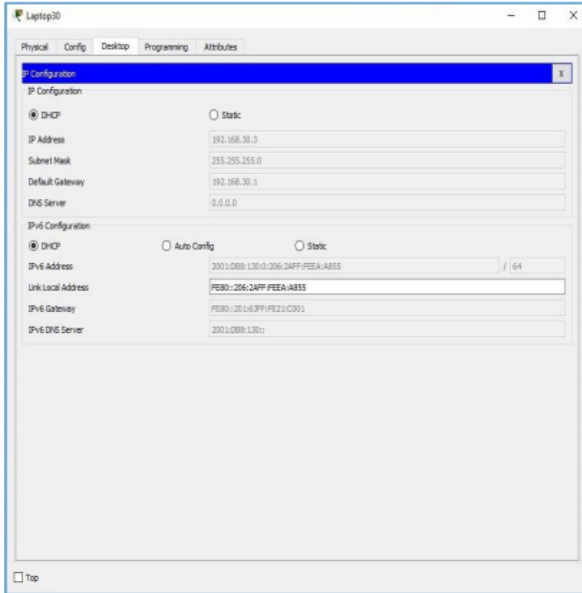 Laptop30
Physical Config Desktop Programming Attributes
IP Configuration X
IP Configuration
DHCP Static
IP Address 192.168.30.3
Subnet Mask 255.255.255.0
Default Gateway 192.168.30.1
DNS Server 0.0.0.0
IPv6 Configuration
DHCP Auto Config Static
IPv6 Address 2001:DB8:130:0:206:2AFF:FEEA:A855 / 64
Link Local Address FE80::206:2AFF:FEEA:A855
IPv6 Gateway FE80::201:63FF:FE21:C001
IPv6 DNS Server 2001:DB8:130::
Top